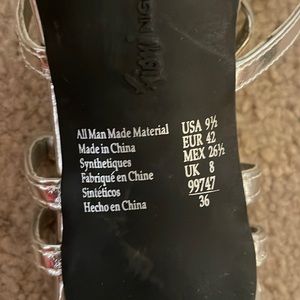 All Man Made Material
Made in China
Synthetiques
Fabriqué en Chine
Sintéticos
Hecho en China
USA 9½
EUR 42
MEX 26½
UK 8
99747
36